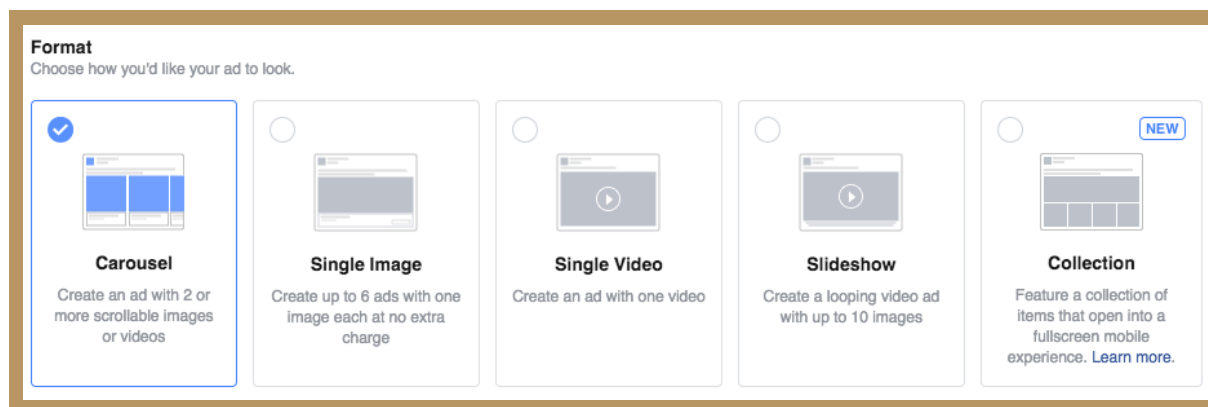 Format
Choose how you'd like your ad to look.
Carousel
Create an ad with 2 or
more scrollable images
or videos
Single Image
Create up to 6 ads with one
image each at no extra
charge
Single Video
Create an ad with one video
Slideshow
Create a looping video ad
with up to 10 images
NEW
Collection
Feature a collection of
items that open into a
fullscreen mobile
experience. Learn more.